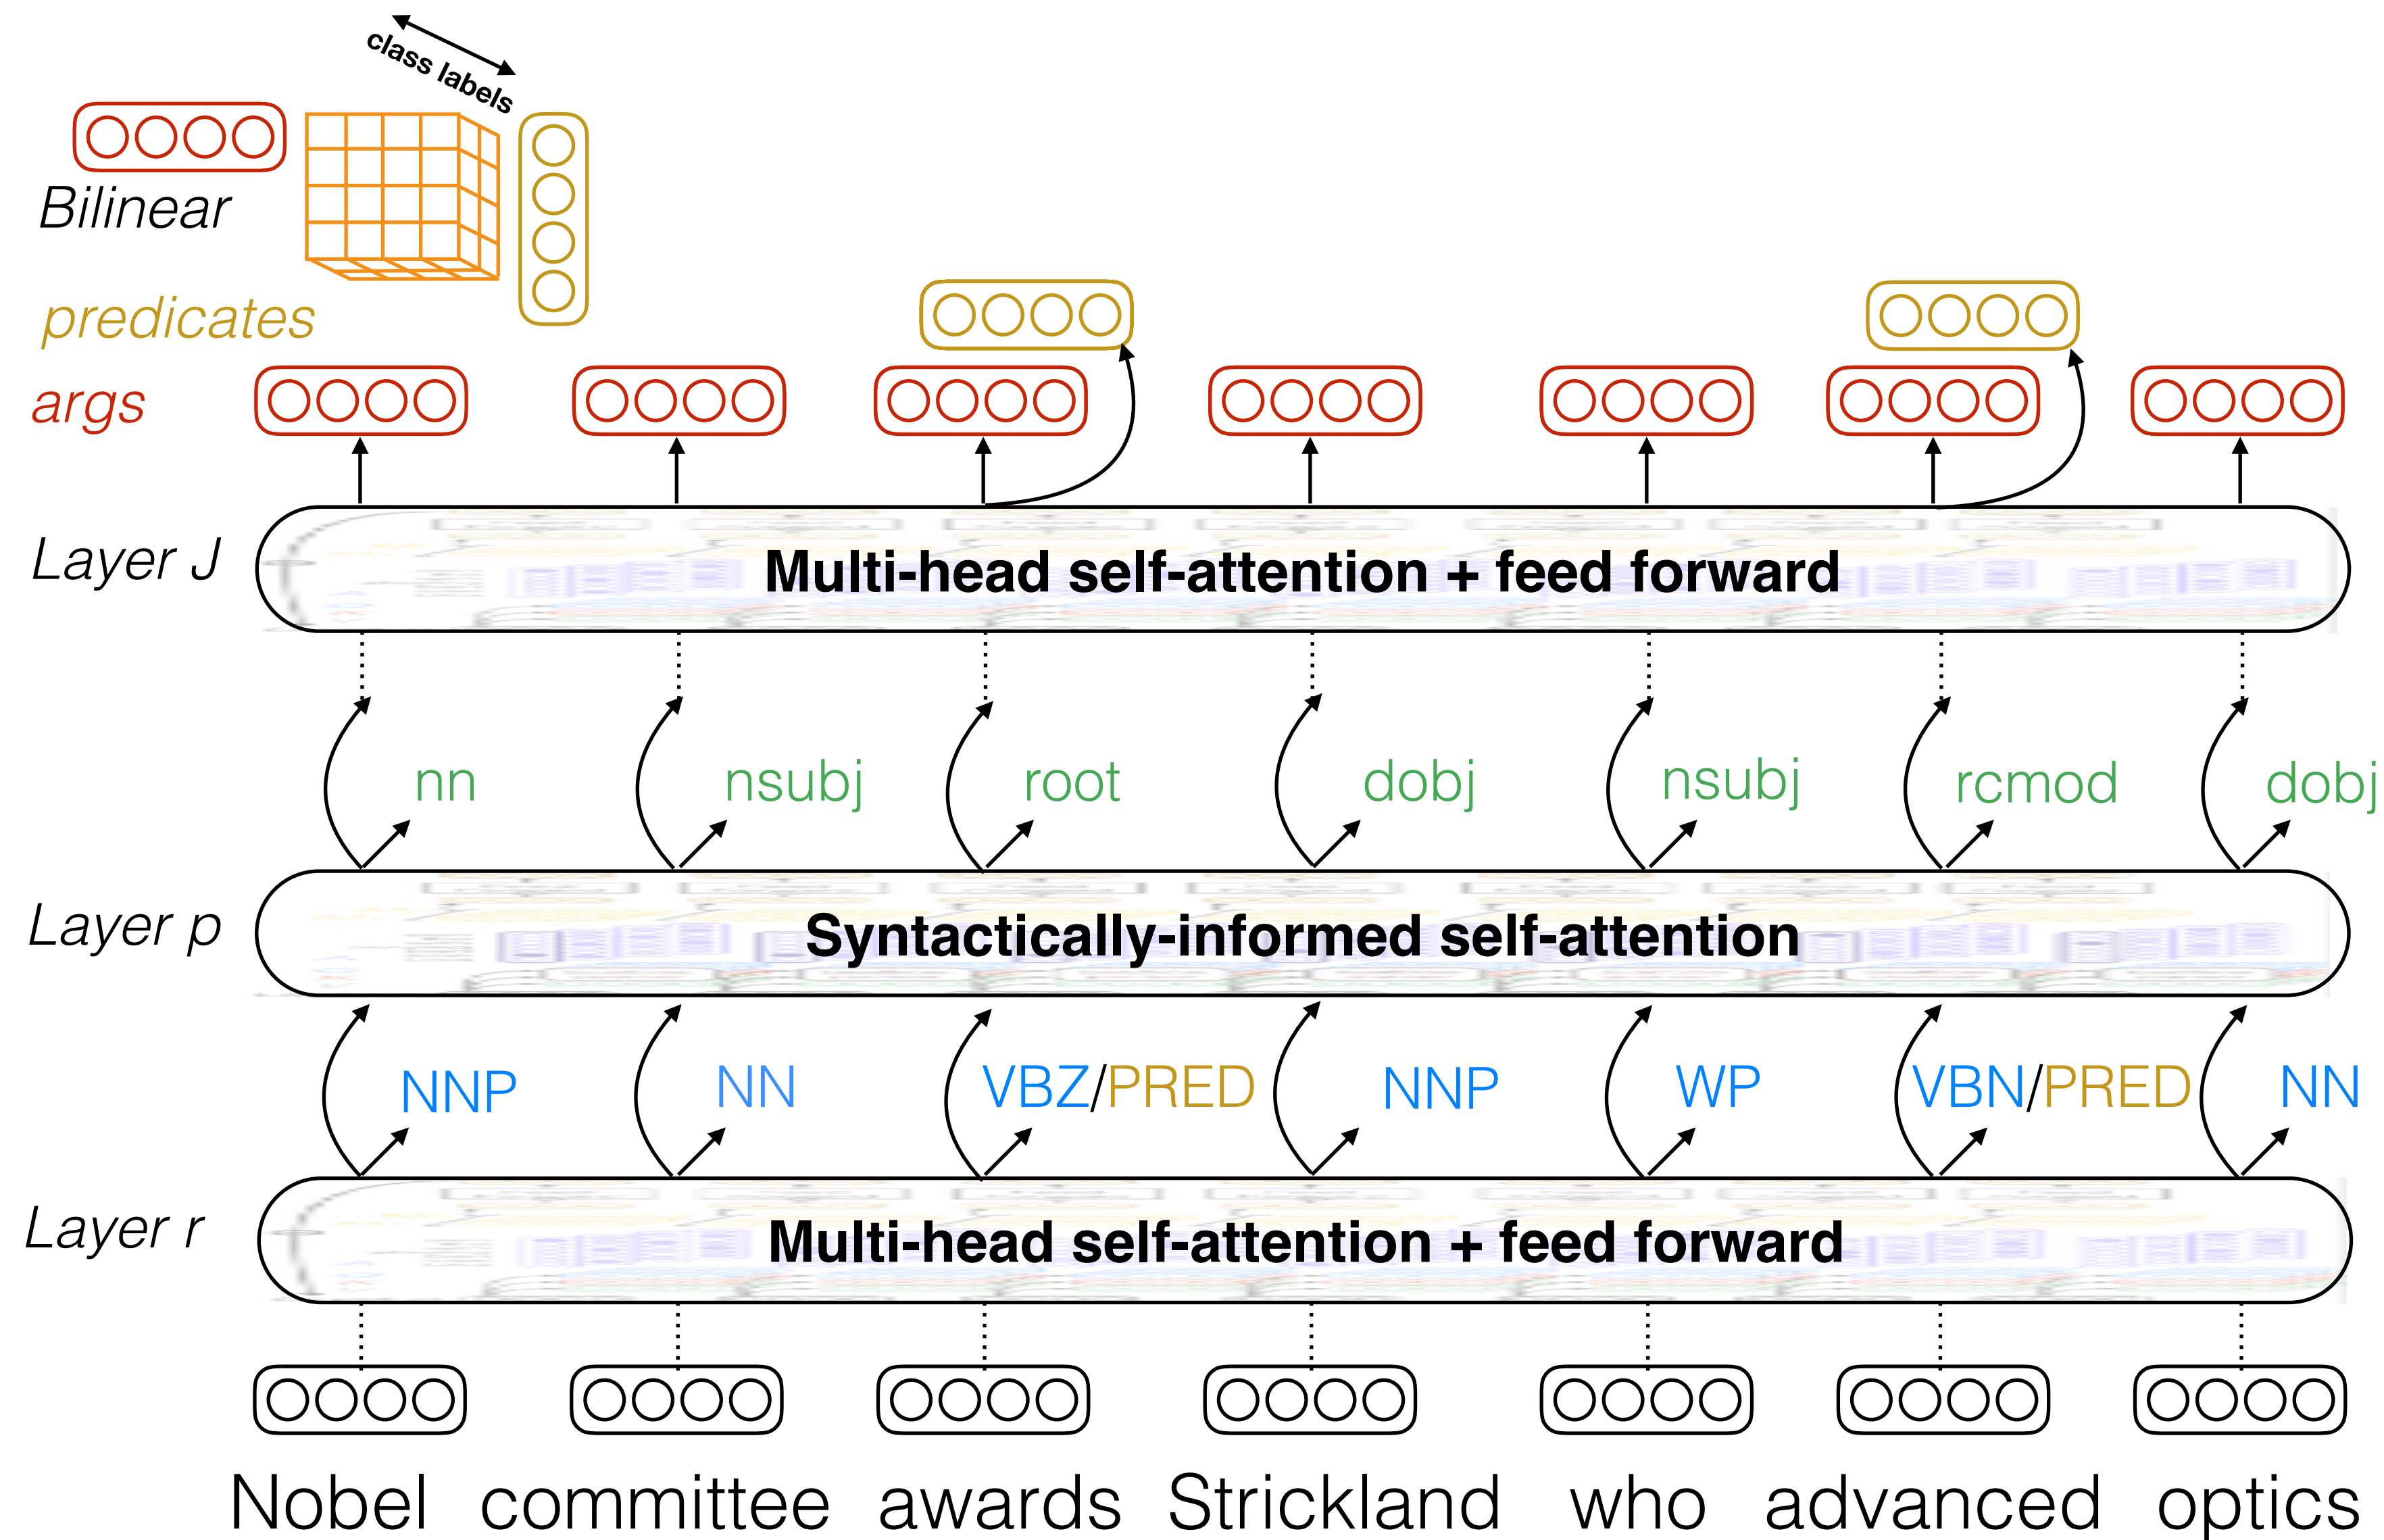 class labels
Bilinear
predicates
args
Layer J
Multi-head self-attention + feed forward
nn nsubj root dobj nsubj rcmod dobj
Layer p
Syntactically-informed self-attention
NNP NN VBZ/PRED NNP WP VBN/PRED NN
Layer r
Multi-head self-attention + feed forward
Nobel committee awards Strickland who advanced optics